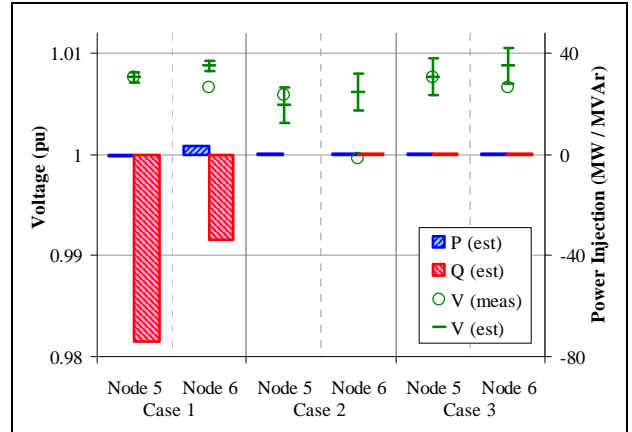 1.01
1
0.99
0.98
Voltage (pu)
40
0
-40
-80
Power Injection (MW / MVAr)
P (est)
Q (est)
V (meas)
V (est)
Node 5 Node 6 Node 5 Node 6 Node 5 Node 6
Case 1 Case 2 Case 3